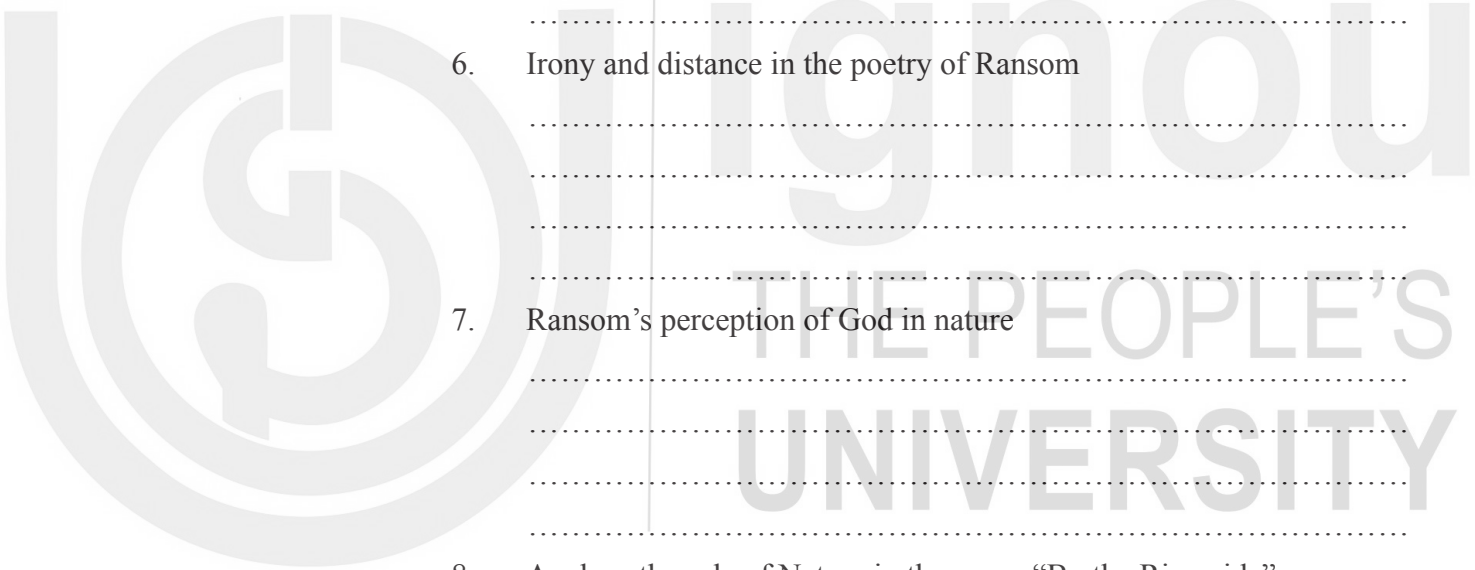 ignou
..........................................................................................
6. Irony and distance in the poetry of Ransom
..........................................................................................
..........................................................................................
..........................................................................................
..........................................................................................
THE PEOPLE'S
7. Ransom’s perception of God in nature
..........................................................................................
..........................................................................................
UNIVERSITY
..........................................................................................
..........................................................................................